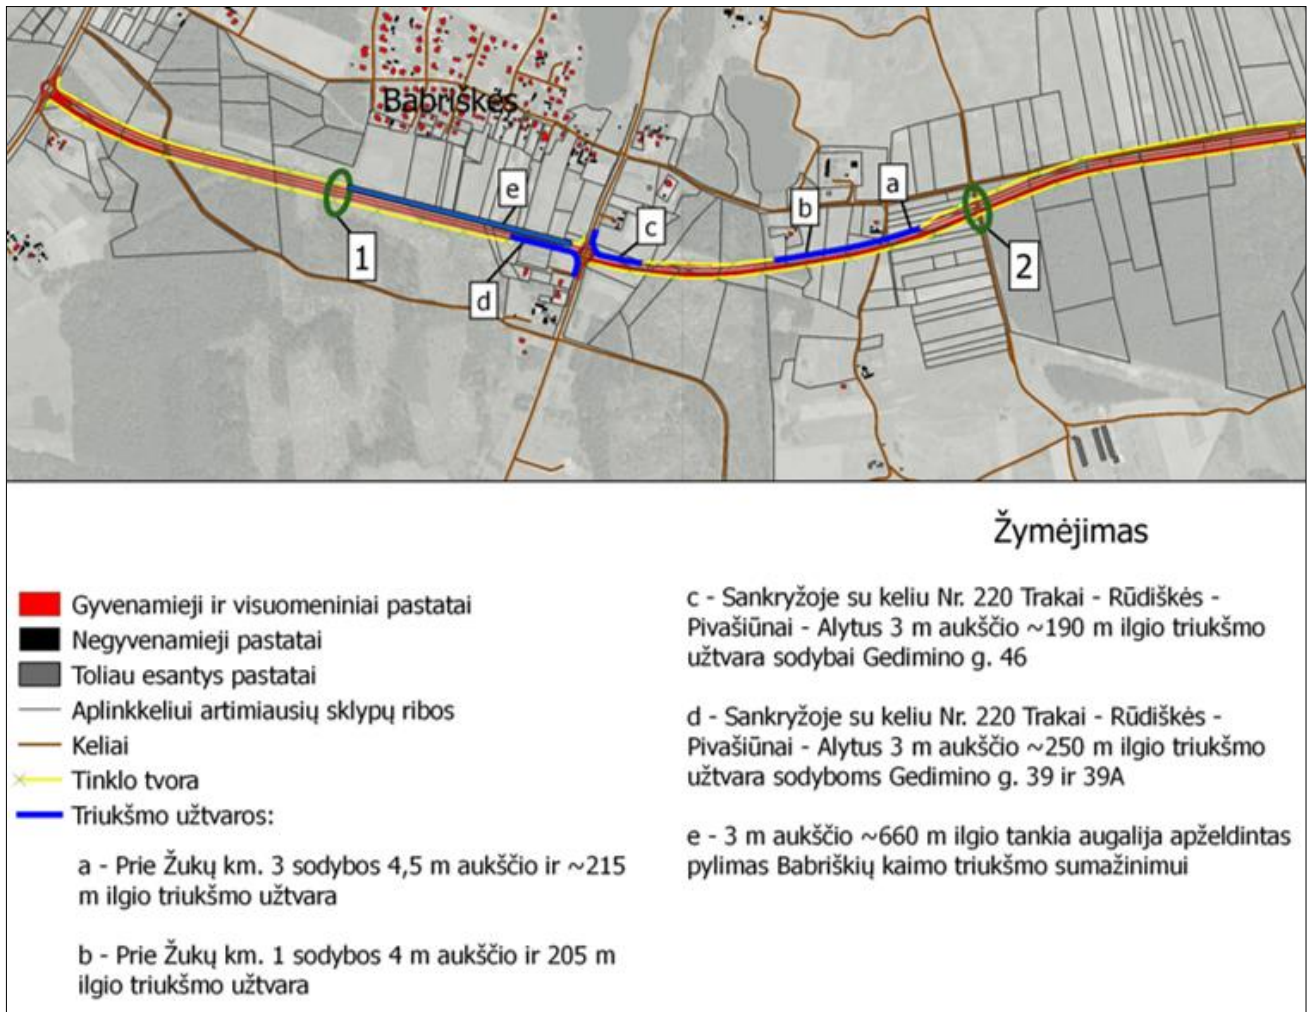 Babriškės
e
a
b
c
1
2
d
Žymėjimas
Gyvenamieji ir visuomeniniai pastatai
Negyvenamieji pastatai
Toliau esantys pastatai
Aplinkkeliui artimiausių sklypų ribos
Keliai
Tinklo tvora
Triukšmo užtvaros:
a - Prie Žukų km. 3 sodybos 4,5 m aukščio ir ~215
m ilgio triukšmo užtvara
b - Prie Žukų km. 1 sodybos 4 m aukščio ir 205 m
ilgio triukšmo užtvara
c - Sankryžoje su keliu Nr. 220 Trakai - Rūdiškės -
Pivašiūnai - Alytus 3 m aukščio ~190 m ilgio triukšmo
užtvara sodybai Gedimino g. 46
d - Sankryžoje su keliu Nr. 220 Trakai - Rūdiškės -
Pivašiūnai - Alytus 3 m aukščio ~250 m ilgio triukšmo
užtvara sodyboms Gedimino g. 39 ir 39A
e - 3 m aukščio ~660 m ilgio tankia augalija apželdintas
pylimas Babriškių kaimo triukšmo sumažinimui